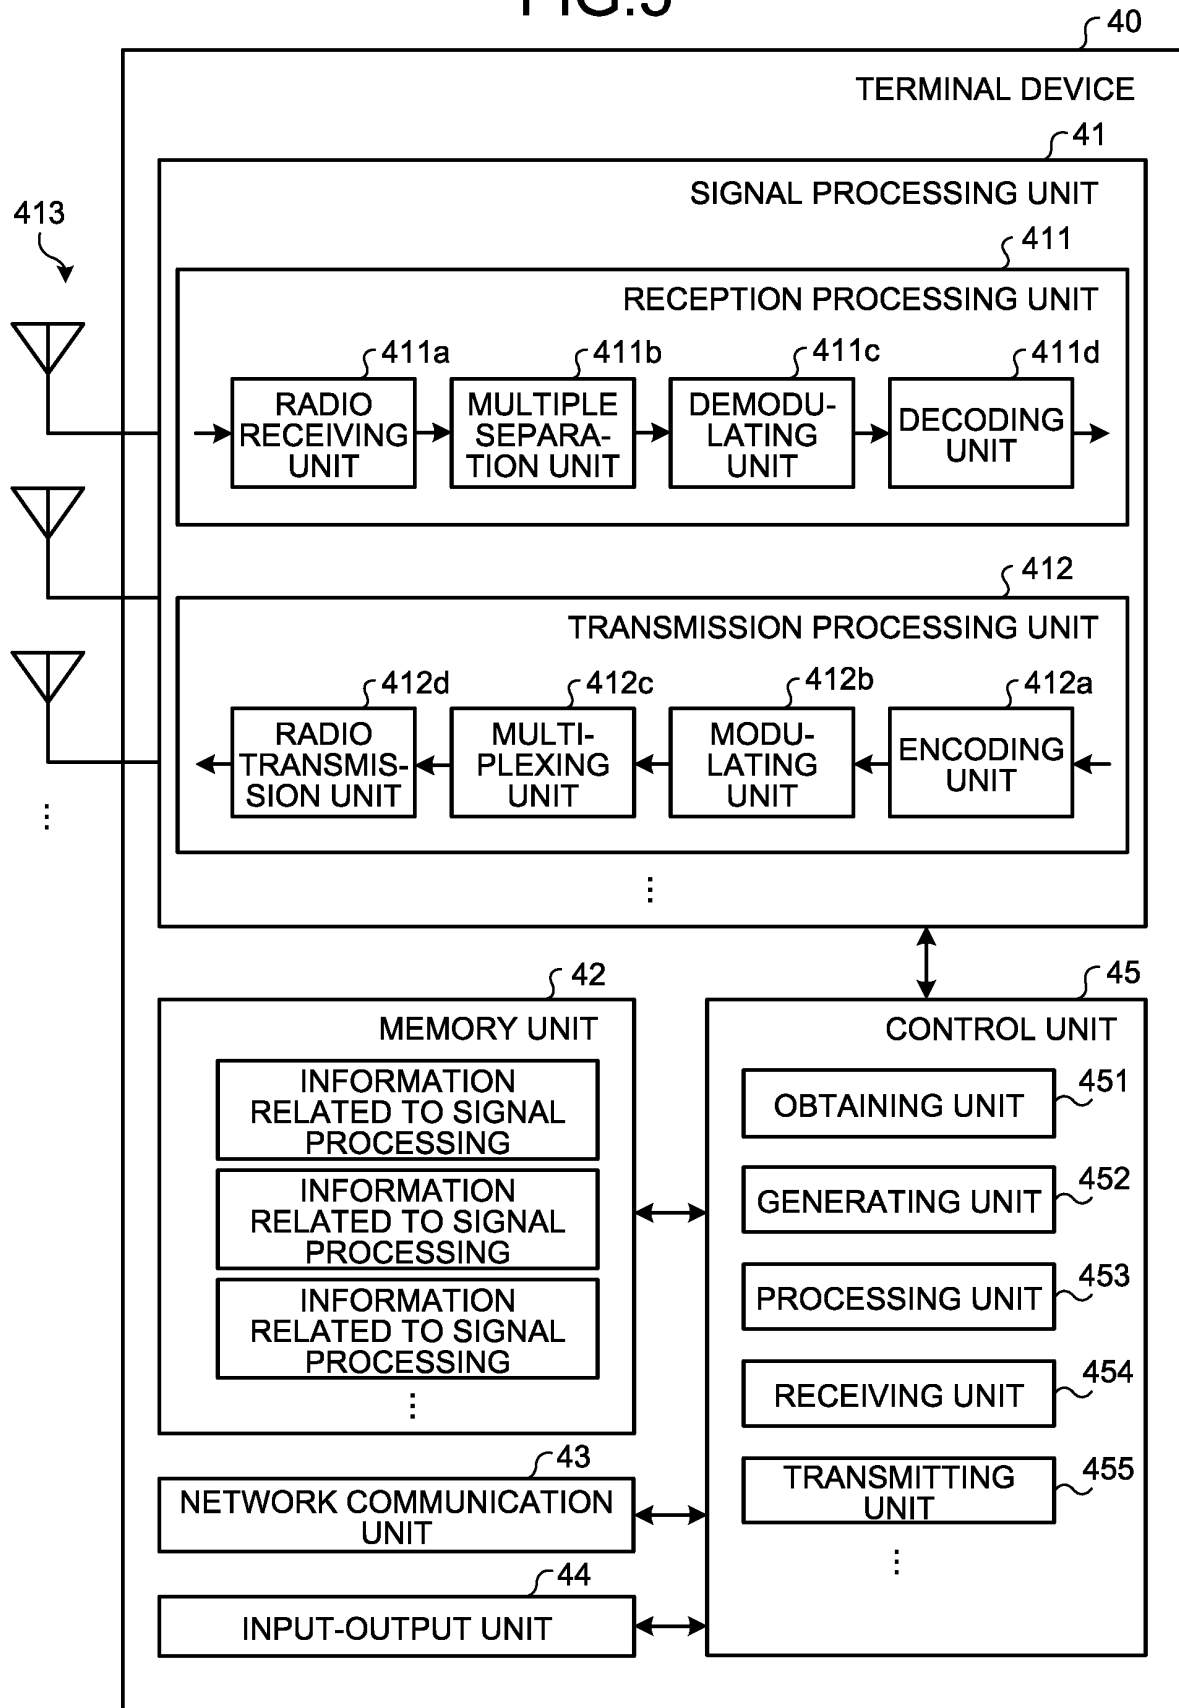 40
TERMINAL DEVICE
41
SIGNAL PROCESSING UNIT
413
411
RECEPTION PROCESSING UNIT
411a
411b
411c
411d
RADIO
RECEIVING
UNIT
MULTIPLE
SEPARA-
TION UNIT
DEMODU-
LATING
UNIT
DECODING
UNIT
412
TRANSMISSION PROCESSING UNIT
412d
412c
412b
412a
RADIO
TRANSMIS-
SION UNIT
MULTI-
PLEXING
UNIT
MODU-
LATING
UNIT
ENCODING
UNIT
⋮
⋮
42
MEMORY UNIT
INFORMATION
RELATED TO SIGNAL
PROCESSING
INFORMATION
RELATED TO SIGNAL
PROCESSING
INFORMATION
RELATED TO SIGNAL
PROCESSING
⋮
45
CONTROL UNIT
OBTAINING UNIT
451
GENERATING UNIT
452
PROCESSING UNIT
453
RECEIVING UNIT
454
TRANSMITTING
UNIT
455
⋮
43
NETWORK COMMUNICATION
UNIT
44
INPUT-OUTPUT UNIT